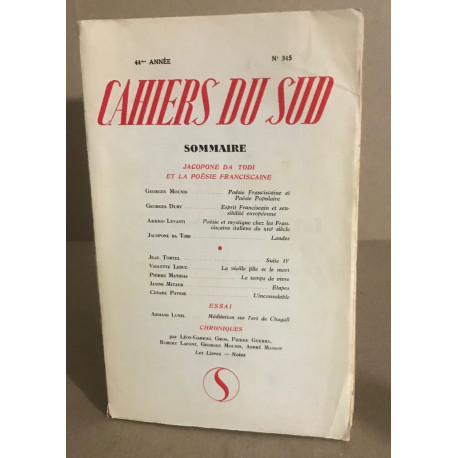 44me ANNÉE N° 345
CAHIERS DU SUD
SOMMAIRE
JACOPONE DA TODI
ET LA POÉSIE FRANCISCAINE
GEORGES MOUNIN Poésie Franciscaine et
Poésie Populaire
GEORGES DUBY Esprit Franciscain et sen-
sibilité européenne
ARRIGO LEVASTI Poésie et mystique chez les Fran-
ciscains italiens du XIIIe siècle
JACOPONE DA TODI Laudes
JEAN TORTEL Suite IV
VIOLETTE LEDUC La vieille fille et le mort
PIERRE MATHIAS Le temps de vivre
JANINE MITAUD Etapes
CESARE PAVESE L'inconsolable
ESSAI
ARMAND LUNEL Méditation sur l'art de Chagall
CHRONIQUES
par LÉON-GABRIEL GROS, PIERRE GUERRE,
ROBERT LAFONT, GEORGES MOUNIN, ANDRÉ MASSON
Les Livres — Notes
S